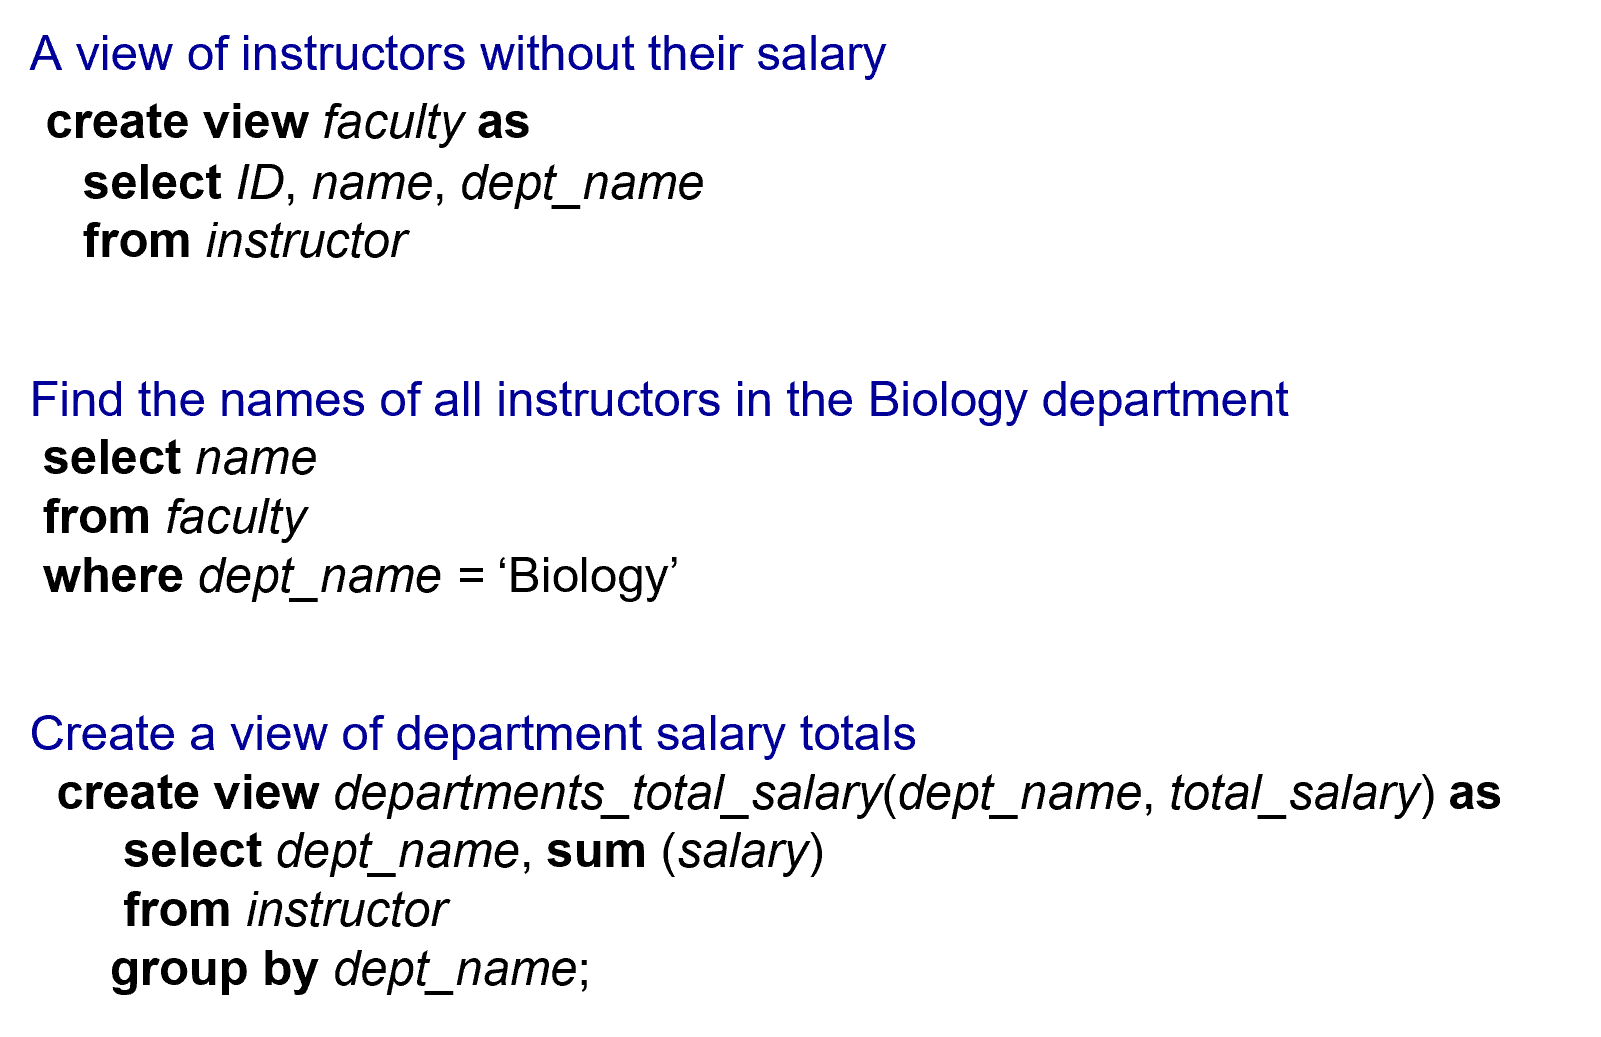 A view of instructors without their salary
create view faculty as
select ID, name, dept_name
from instructor
Find the names of all instructors in the Biology department
select name
from faculty
where dept_name = ‘Biology’
Create a view of department salary totals
create view departments_total_salary(dept_name, total_salary) as
select dept_name, sum (salary)
from instructor
group by dept_name;